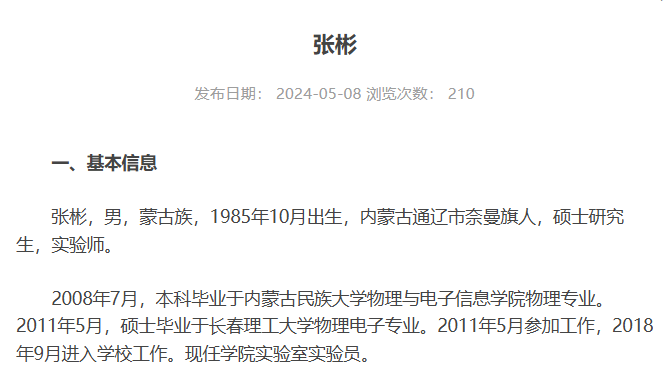 张彬
发布日期： 2024-05-08 浏览次数： 210
一、基本信息
张彬，男，蒙古族，1985年10月出生，内蒙古通辽市奈曼旗人，硕士研究
生，实验师。
2008年7月，本科毕业于内蒙古民族大学物理与电子信息学院物理专业。
2011年5月，硕士毕业于长春理工大学物理电子专业。2011年5月参加工作，2018
年9月进入学校工作。现任学院实验室实验员。